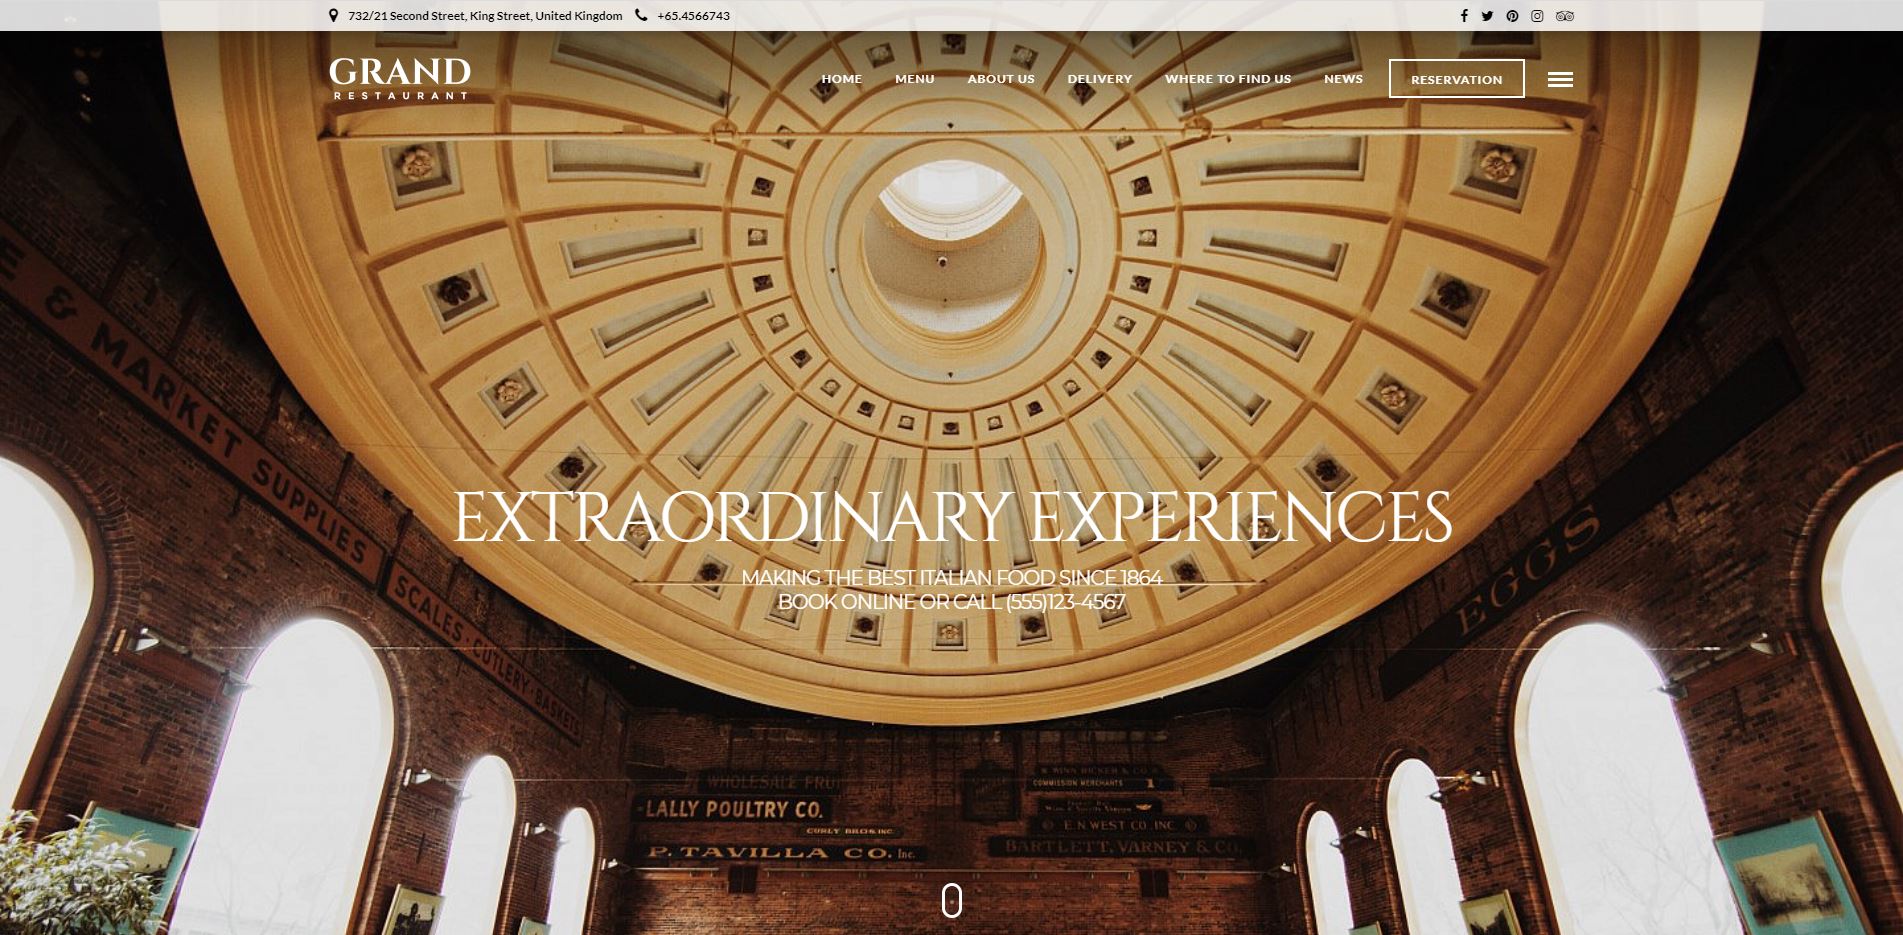 732/21 Second Street, King Street, United Kingdom +65.4566743
GRAND
RESTAURANT
HOME MENU ABOUT US DELIVERY WHERE TO FIND US NEWS RESERVATION
& MARKET SUPPLIES
SCALES · CUTLERY · BASKETS
EGGS
EXTRAORDINARY EXPERIENCES
MAKING THE BEST ITALIAN FOOD SINCE 1864
BOOK ONLINE OR CALL (555)123-4567
WHOLESALE
LALLY POULTRY CO.
CURLY BROS. INC.
P. TAVILLA CO. Inc.
COMMISSION MERCHANTS 1
E. N. WEST CO. INC.
BARTLETT, VARNEY & CO.